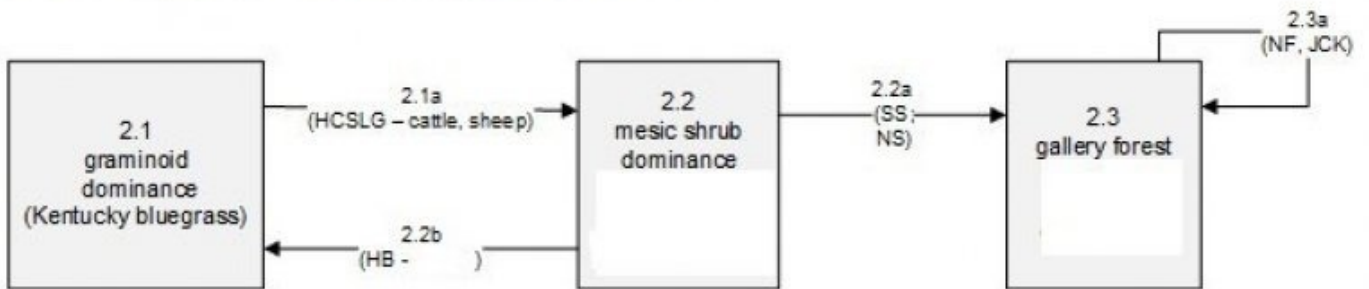 2.1
graminoid
dominance
(Kentucky bluegrass)
2.1a
(HCSLG – cattle, sheep)
2.2b
(HB - )
2.2
mesic shrub
dominance
2.2a
(SS;
NS)
2.3
gallery forest
2.3a
(NF, JCK)